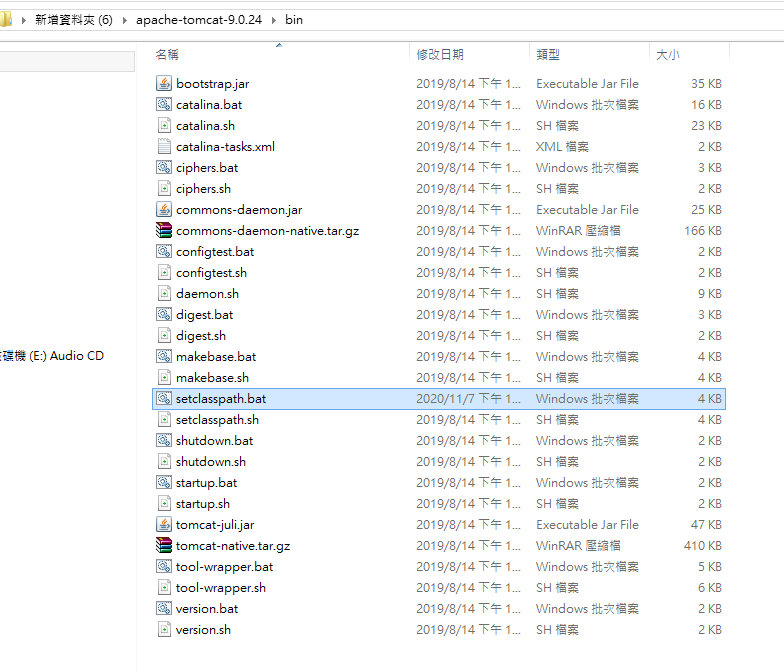 新增資料夾 (6) apache-tomcat-9.0.24 bin
名稱 修改日期 類型 大小
bootstrap.jar 2019/8/14 下午 1... Executable Jar File 35 KB
catalina.bat 2019/8/14 下午 1... Windows 批次檔案 16 KB
catalina.sh 2019/8/14 下午 1... SH 檔案 23 KB
catalina-tasks.xml 2019/8/14 下午 1... XML 檔案 2 KB
ciphers.bat 2019/8/14 下午 1... Windows 批次檔案 3 KB
ciphers.sh 2019/8/14 下午 1... SH 檔案 2 KB
commons-daemon.jar 2019/8/14 下午 1... Executable Jar File 25 KB
commons-daemon-native.tar.gz 2019/8/14 下午 1... WinRAR 壓縮檔 166 KB
configtest.bat 2019/8/14 下午 1... Windows 批次檔案 2 KB
configtest.sh 2019/8/14 下午 1... SH 檔案 2 KB
daemon.sh 2019/8/14 下午 1... SH 檔案 9 KB
digest.bat 2019/8/14 下午 1... Windows 批次檔案 3 KB
digest.sh 2019/8/14 下午 1... SH 檔案 2 KB
碟機 (E:) Audio CD makebase.bat 2019/8/14 下午 1... Windows 批次檔案 4 KB
makebase.sh 2019/8/14 下午 1... SH 檔案 4 KB
setclasspath.bat 2020/11/7 下午 1... Windows 批次檔案 4 KB
setclasspath.sh 2019/8/14 下午 1... SH 檔案 4 KB
shutdown.bat 2019/8/14 下午 1... Windows 批次檔案 2 KB
shutdown.sh 2019/8/14 下午 1... SH 檔案 2 KB
startup.bat 2019/8/14 下午 1... Windows 批次檔案 2 KB
startup.sh 2019/8/14 下午 1... SH 檔案 2 KB
tomcat-juli.jar 2019/8/14 下午 1... Executable Jar File 47 KB
tomcat-native.tar.gz 2019/8/14 下午 1... WinRAR 壓縮檔 410 KB
tool-wrapper.bat 2019/8/14 下午 1... Windows 批次檔案 5 KB
tool-wrapper.sh 2019/8/14 下午 1... SH 檔案 6 KB
version.bat 2019/8/14 下午 1... Windows 批次檔案 2 KB
version.sh 2019/8/14 下午 1... SH 檔案 2 KB